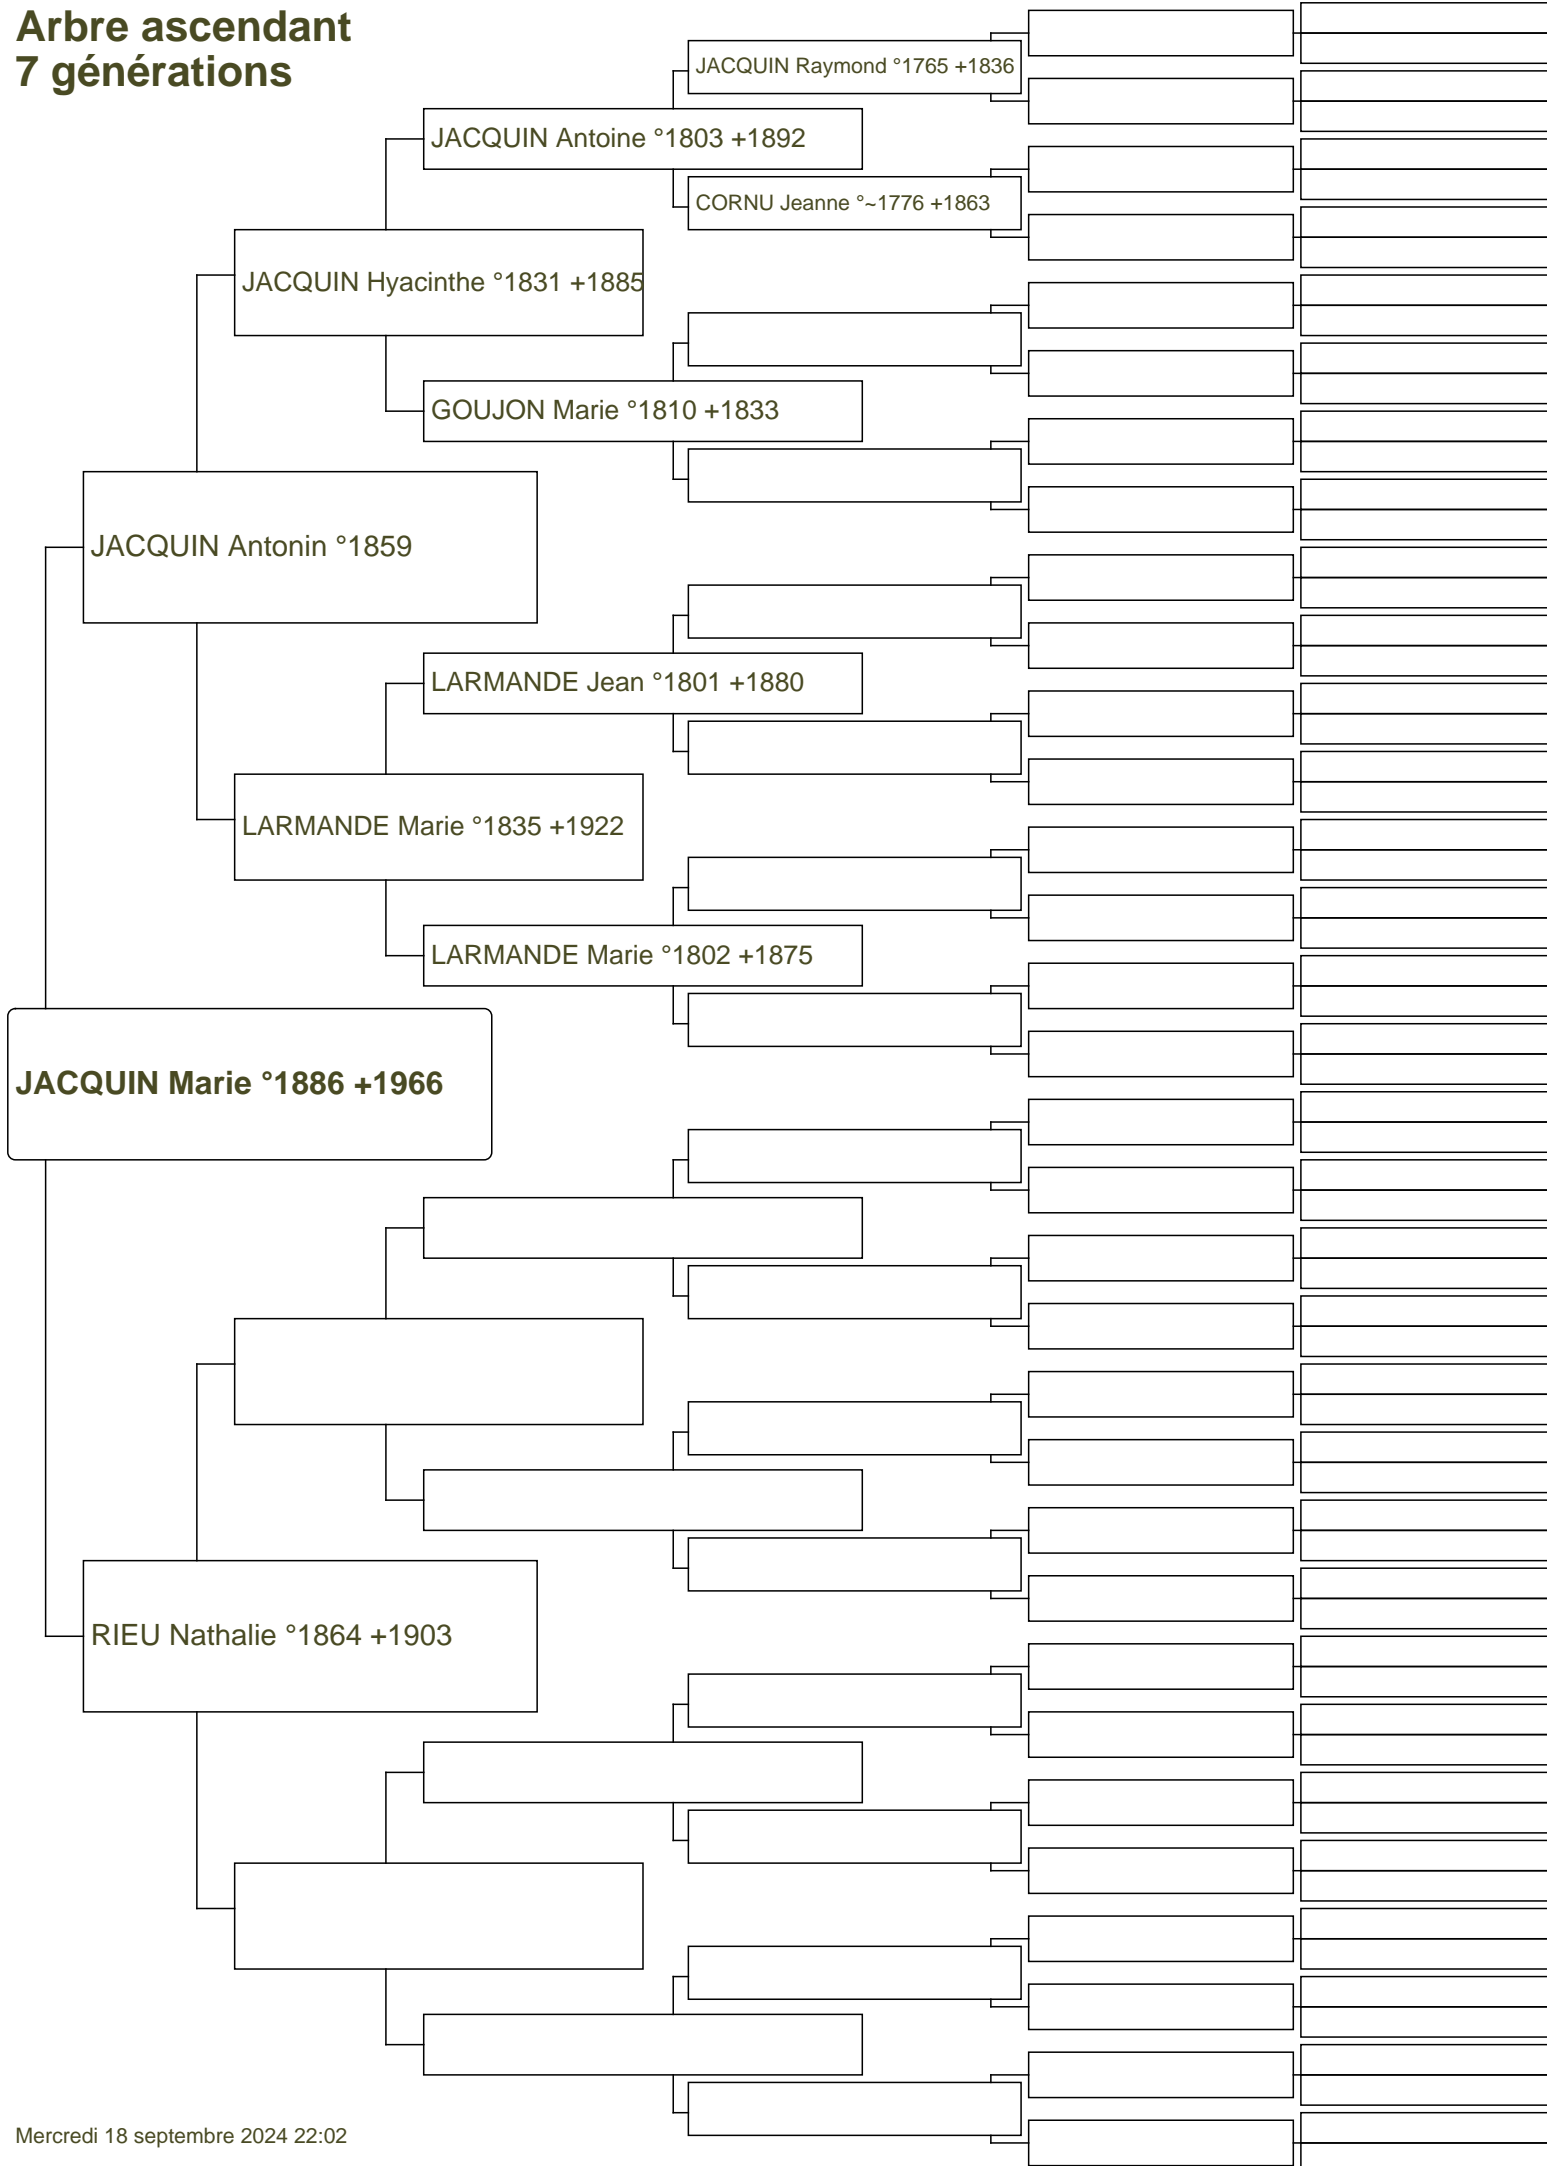 Arbre ascendant
7 générations
JACQUIN Raymond °1765 +1836
JACQUIN Antoine °1803 +1892
CORNU Jeanne °~1776 +1863
JACQUIN Hyacinthe °1831 +1885
GOUJON Marie °1810 +1833
JACQUIN Antonin °1859
LARMANDE Jean °1801 +1880
LARMANDE Marie °1835 +1922
LARMANDE Marie °1802 +1875
JACQUIN Marie °1886 +1966
RIEU Nathalie °1864 +1903
Mercredi 18 septembre 2024 22:02